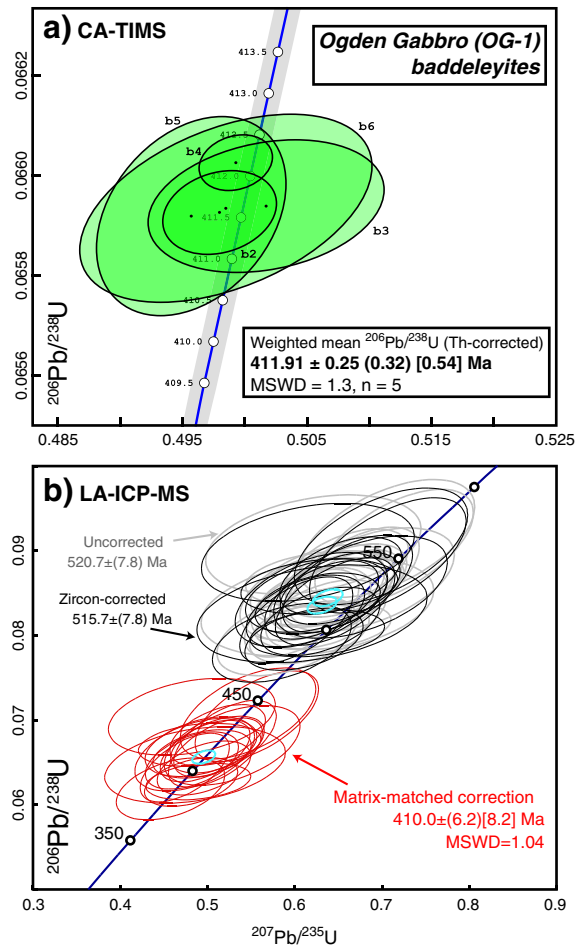 a) CA-TIMS
Ogden Gabbro (OG-1)
baddeleyites
413.5
413.0
412.5
412.0
411.5
411.0
410.5
410.0
409.5
b5
b4
b6
b3
b2
0.0662
0.0660
0.0658
0.0656
²⁰⁶Pb/²³⁸U
Weighted mean ²⁰⁶Pb/²³⁸U (Th-corrected)
411.91 ± 0.25 (0.32) [0.54] Ma
MSWD = 1.3, n = 5
0.485 0.495 0.505 0.515 0.525
b) LA-ICP-MS
Uncorrected
520.7±(7.8) Ma
Zircon-corrected
515.7±(7.8) Ma
550
450
350
0.09
0.08
0.07
0.06
²⁰⁶Pb/²³⁸U
Matrix-matched correction
410.0±(6.2)[8.2] Ma
MSWD=1.04
0.3 0.4 0.5 0.6 0.7 0.8 0.9
²⁰⁷Pb/²³⁵U